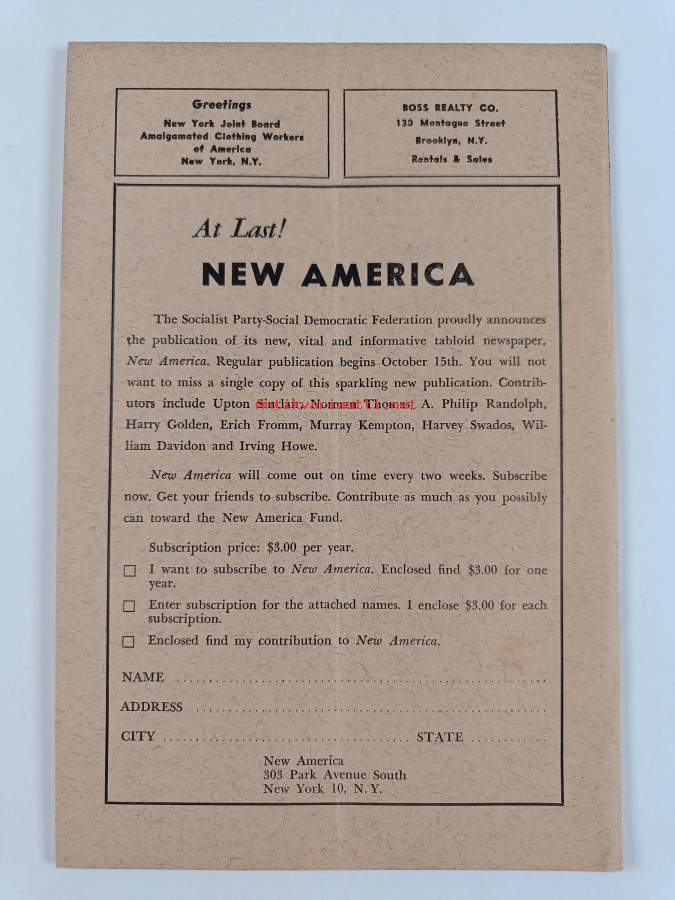 Greetings
New York Joint Board
Amalgamated Clothing Workers
of America
New York, N.Y.
BOSS REALTY CO.
130 Montague Street
Brooklyn, N.Y.
Rentals & Sales
At Last!
NEW AMERICA
The Socialist Party-Social Democratic Federation proudly announces
the publication of its new, vital and informative tabloid newspaper,
New America. Regular publication begins October 15th. You will not
want to miss a single copy of this sparkling new publication. Contrib-
utors include Upton Sinclair, Norman Thomas, A. Philip Randolph,
Harry Golden, Erich Fromm, Murray Kempton, Harvey Swados, Wil-
liam Davidon and Irving Howe.
New America will come out on time every two weeks. Subscribe
now. Get your friends to subscribe. Contribute as much as you possibly
can toward the New America Fund.
Subscription price: $3.00 per year.
I want to subscribe to New America. Enclosed find $3.00 for one
year.
Enter subscription for the attached names. I enclose $3.00 for each
subscription.
Enclosed find my contribution to New America.
NAME
ADDRESS
CITY STATE
New America
303 Park Avenue South
New York 10, N.Y.